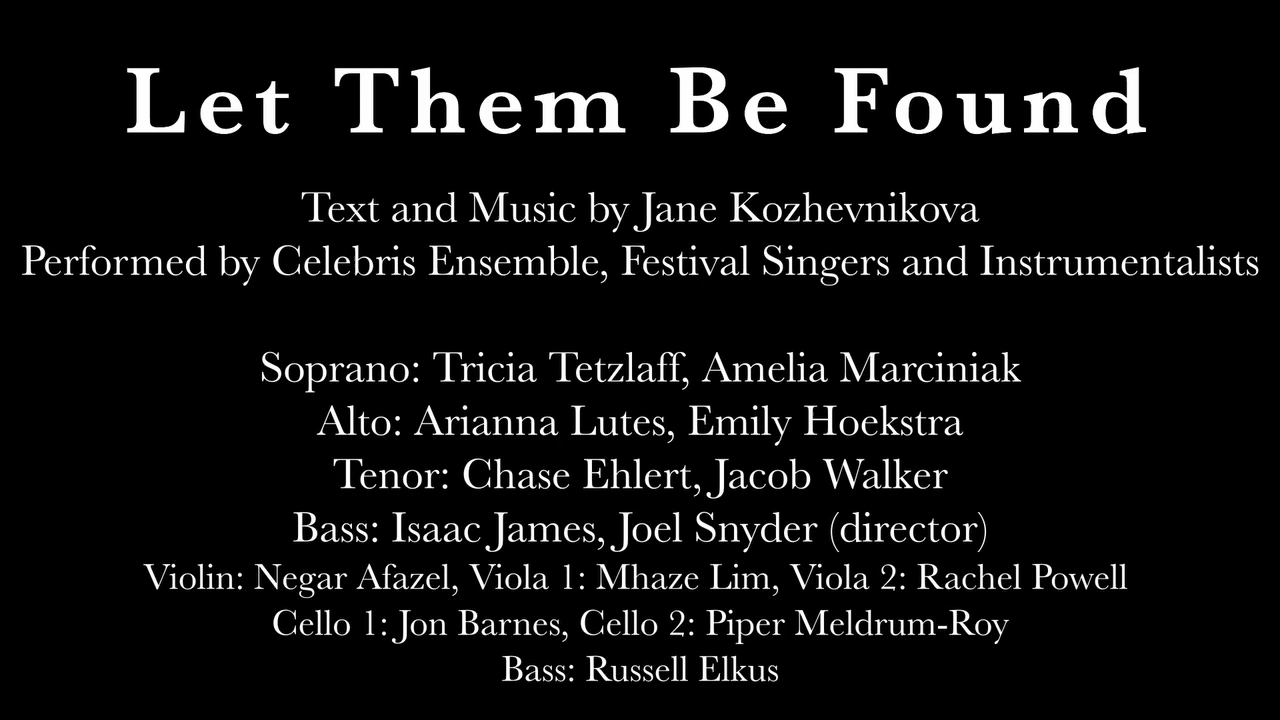 Let Them Be Found
Text and Music by Jane Kozhevnikova
Performed by Celebris Ensemble, Festival Singers and Instrumentalists
Soprano: Tricia Tetzlaff, Amelia Marciniak
Alto: Arianna Lutes, Emily Hoekstra
Tenor: Chase Ehlert, Jacob Walker
Bass: Isaac James, Joel Snyder (director)
Violin: Negar Afazel, Viola 1: Mhaze Lim, Viola 2: Rachel Powell
Cello 1: Jon Barnes, Cello 2: Piper Meldrum-Roy
Bass: Russell Elkus